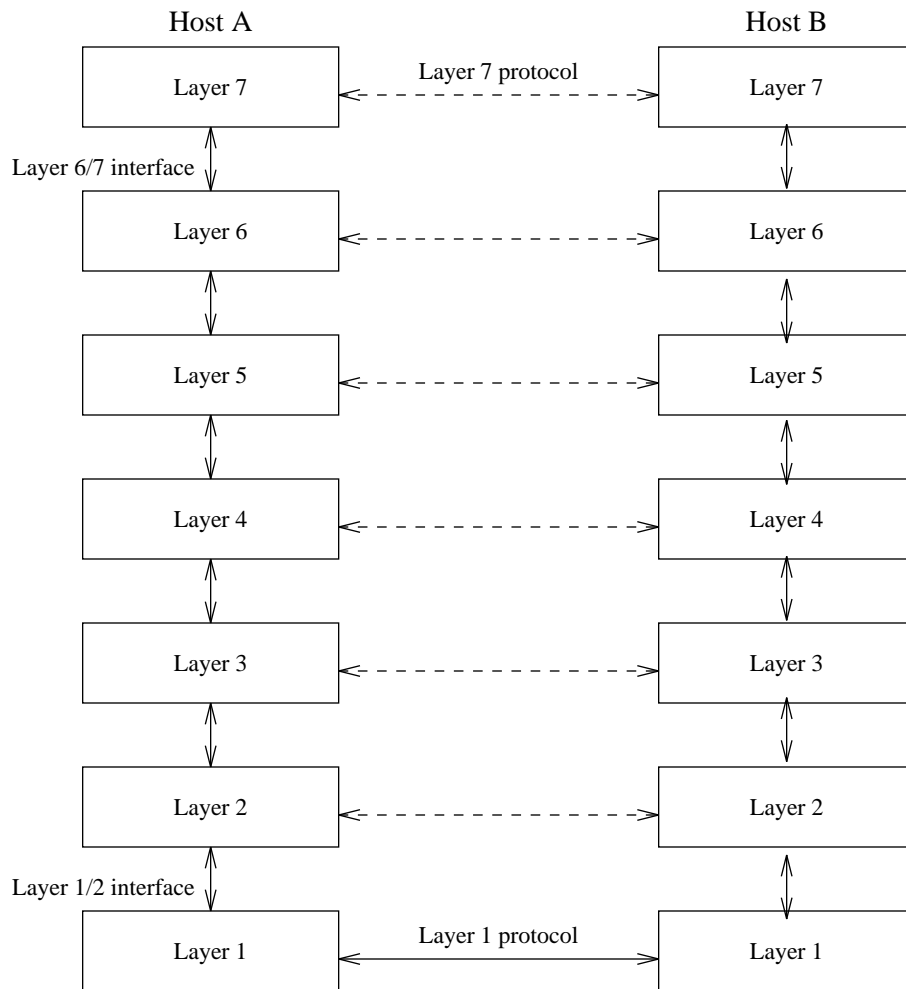 Host A
Host B
Layer 7
Layer 7 protocol
Layer 7
Layer 6/7 interface
Layer 6
Layer 6
Layer 5
Layer 5
Layer 4
Layer 4
Layer 3
Layer 3
Layer 2
Layer 2
Layer 1/2 interface
Layer 1
Layer 1 protocol
Layer 1